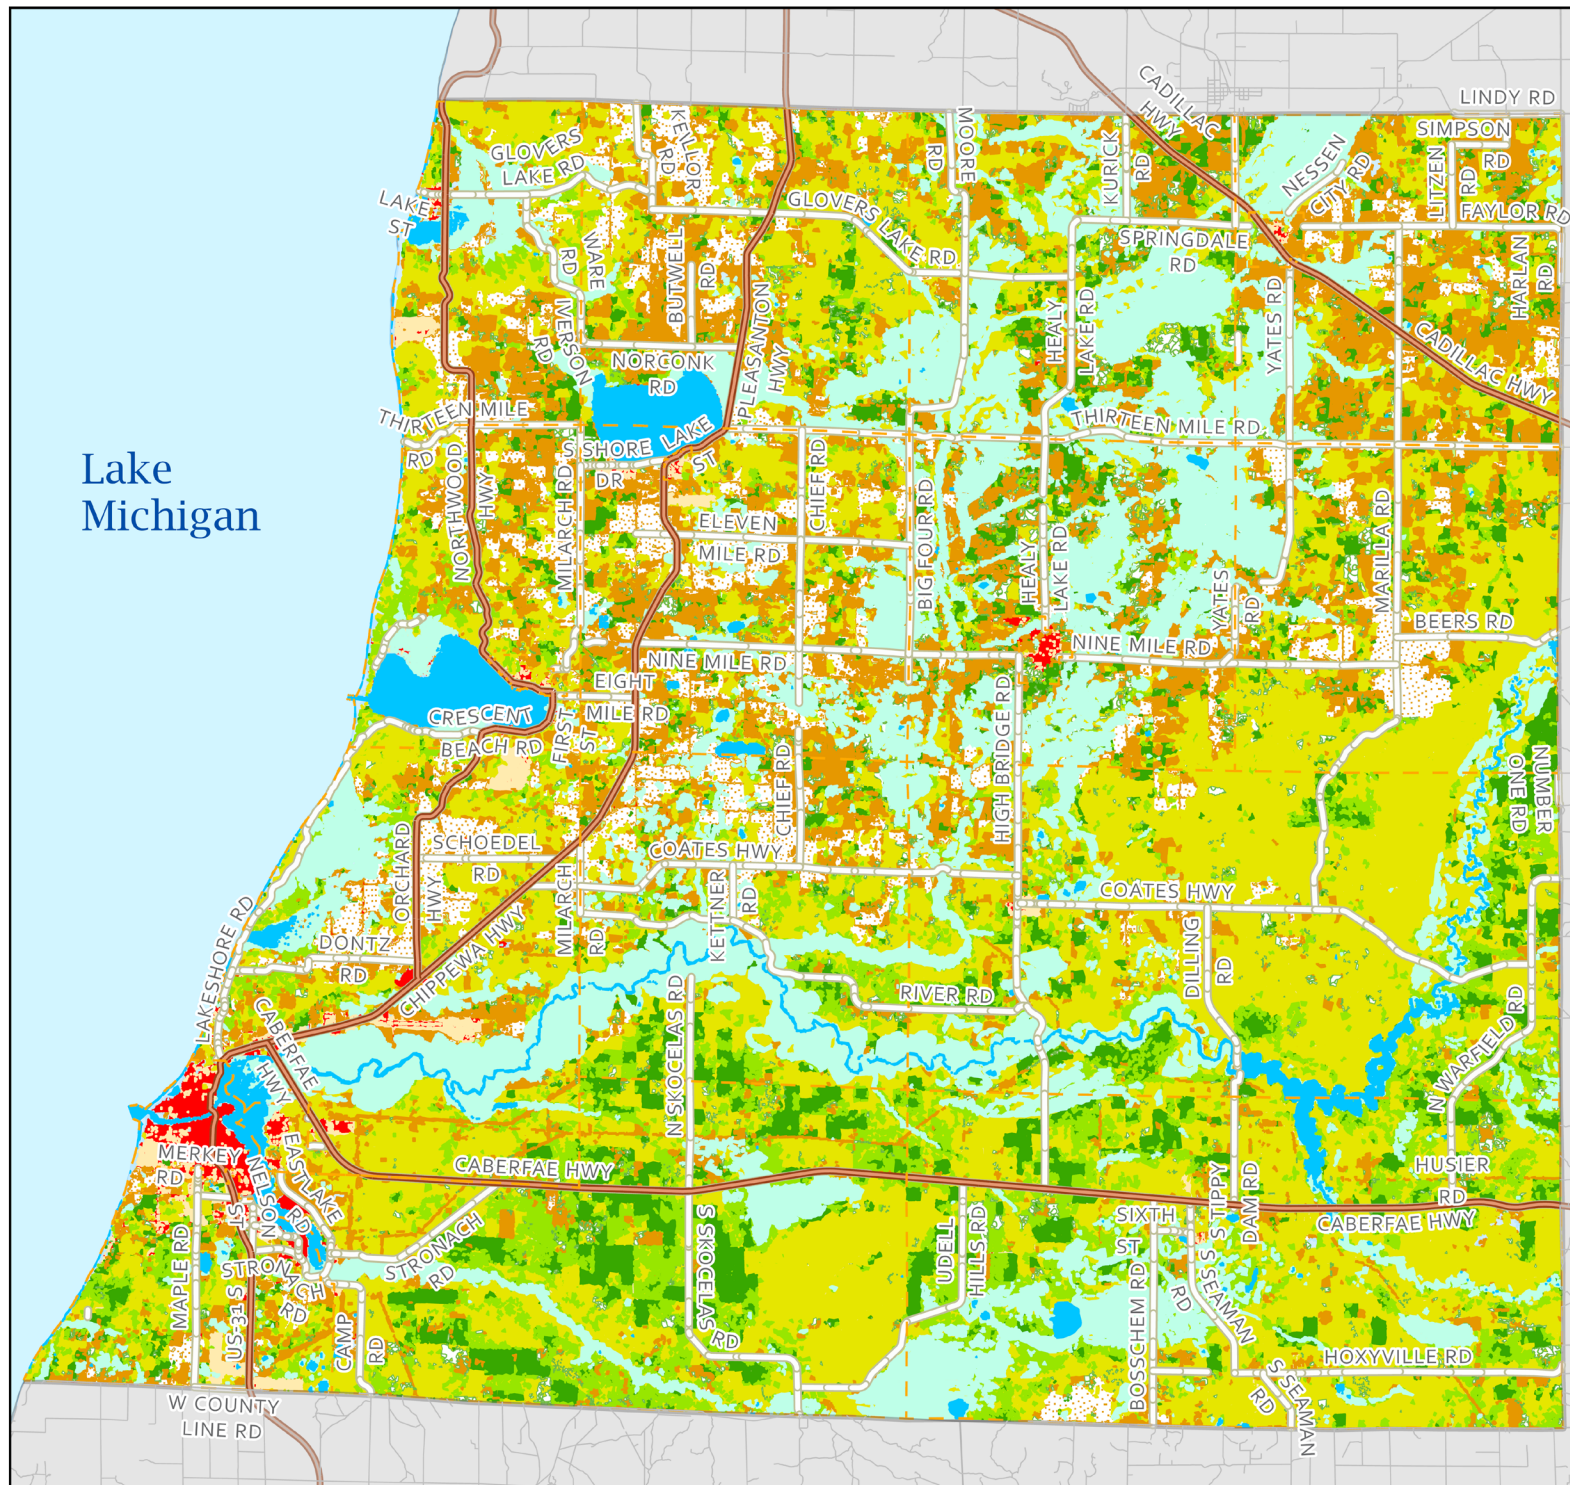 LINDY RD
CADILLAC
HWY
SIMPSON
RD
KELLOR
RD
MOORE
RD
KURICK
RD
NESSEN
CITY RD
LITZEN
RD
GLOVERS
LAKE RD
LAKE
ST
GLOVERS LAKE RD
FAYLOR RD
SPRINGDALE
RD
HARLAN
RD
WARE
RD
BUTWELL
RD
IVERSON
RD
PLEASANTON
HWY
HEALY
LAKE RD
YATES RD
CADILLAC HWY
NORCONK
RD
THIRTEEN MILE
RD
THIRTEEN MILE RD
S SHORE
DR
LAKE
ST
Lake
Michigan
NORTHWOOD
HWY
MILARCH RD
CHIEF RD
BIG FOUR RD
ELEVEN
MILE RD
HEALY
LAKE RD
YATES
RD
MARILLA RD
BEERS RD
NINE MILE RD
NINE MILE RD
EIGHT
MILE RD
CRESCENT
BEACH RD
FIRST
ST
HIGH BRIDGE RD
CHIEF RD
NUMBER
ONE RD
ORCHARD
HWY
SCHOEDEL
RD
COATES HWY
COATES HWY
MILARCH
RD
KETTNER
RD
LAKESHORE RD
DONTZ
RD
CHIPPEWA HWY
DILLING
RD
N SKOCELAS RD
RIVER RD
CABERFAE
HWY
N WARFIELD RD
EASTLAKE
RD
MERKEY
RD
NELSON
ST
CABERFAE HWY
HUSIER
RD
CABERFAE HWY
S TIPPY
DAM RD
SIXTH
ST
MAPLE RD
US-31 S
STRONACH
RD
STRONACH
RD
S SKOCELAS
RD
UDELL
HILLS RD
S SEAMAN
RD
CAMP
RD
BOSSCHEM RD
HOXYVILLE RD
S SEAMAN
RD
W COUNTY
LINE RD